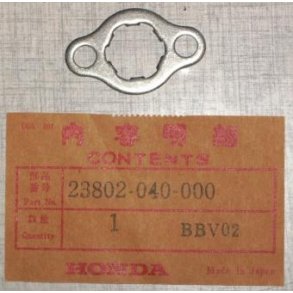 内容明細
CONTENTS
部品番号 Part No. 23802-040-000
数量 Quantity 1 BBV02
HONDA Made in Japan